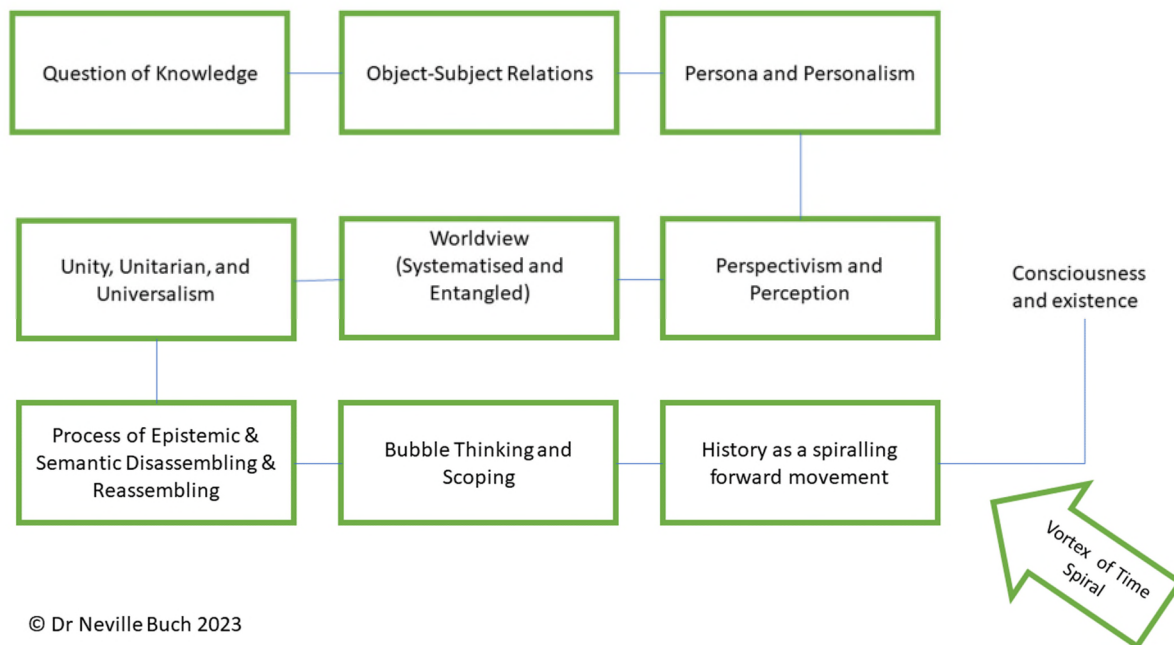 Question of Knowledge
Object-Subject Relations
Persona and Personalism
Unity, Unitarian, and
Universalism
Worldview
(Systematised and
Entangled)
Perspectivism and
Perception
Consciousness
and existence
Process of Epistemic &
Semantic Disassembling &
Reassembling
Bubble Thinking and
Scoping
History as a spiralling
forward movement
Vortex of Time
Spiral
© Dr Neville Buch 2023